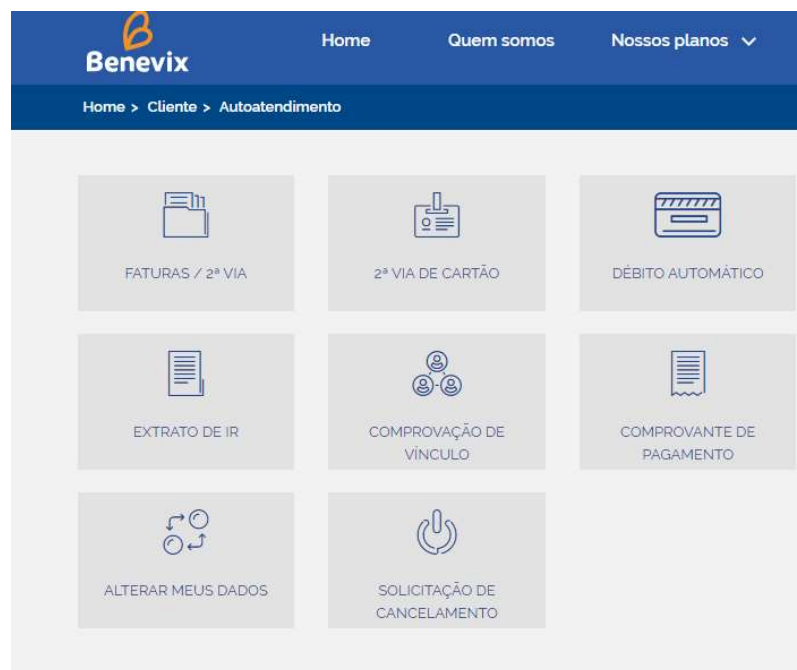 Benevix
Home Quem somos Nossos planos
Home > Cliente > Autoatendimento
FATURAS / 2ª VIA
2ª VIA DE CARTÃO
DÉBITO AUTOMÁTICO
EXTRATO DE IR
COMPROVAÇÃO DE
VÍNCULO
COMPROVANTE DE
PAGAMENTO
ALTERAR MEUS DADOS
SOLICITAÇÃO DE
CANCELAMENTO